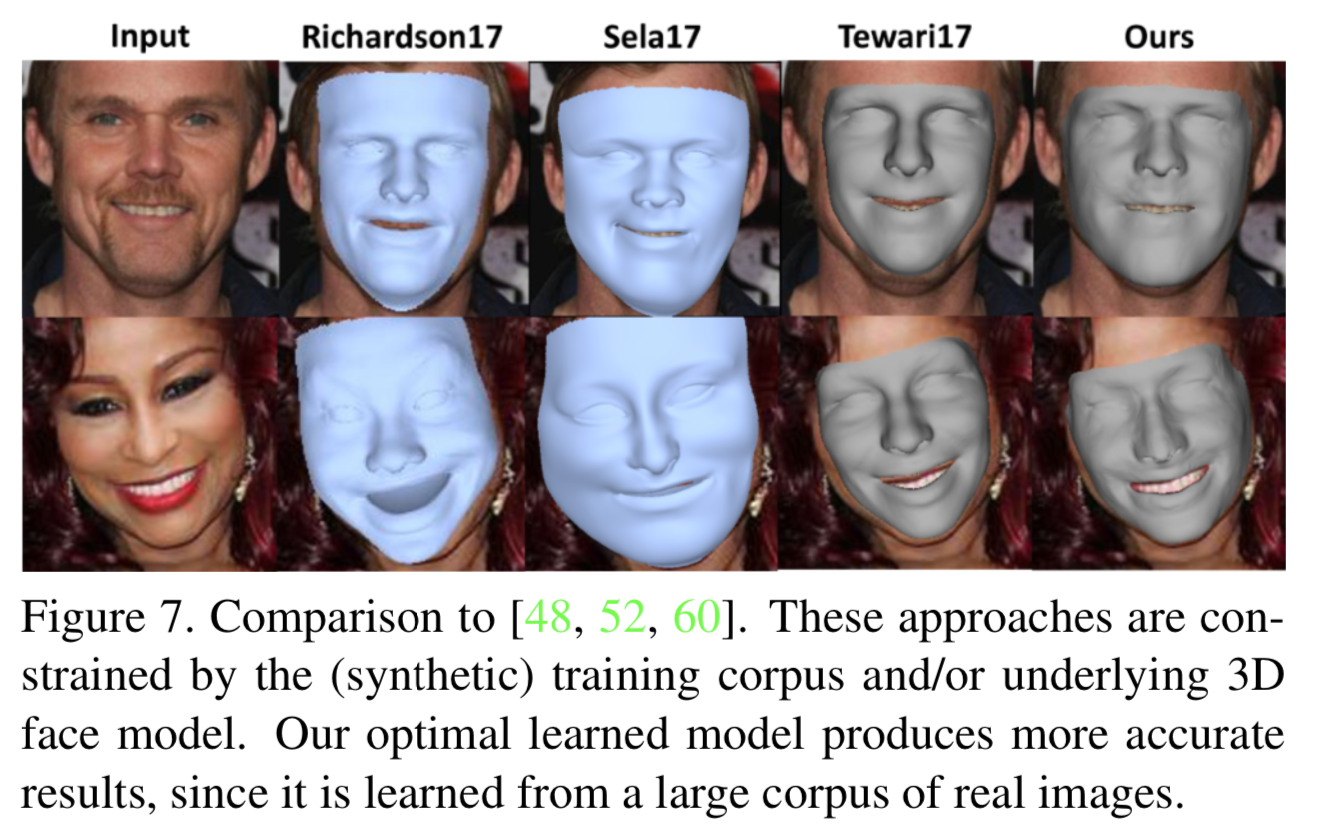 Input Richardson17 Sela17 Tewari17 Ours
Figure 7. Comparison to [48, 52, 60]. These approaches are con-
strained by the (synthetic) training corpus and/or underlying 3D
face model. Our optimal learned model produces more accurate
results, since it is learned from a large corpus of real images.